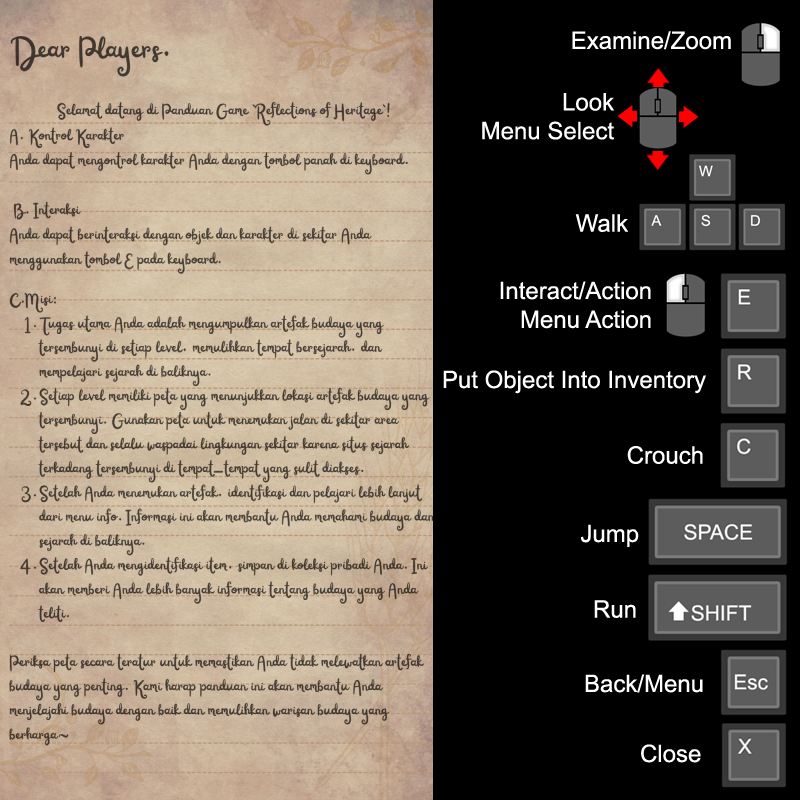 Dear Players.
Selamat datang di Panduan Game 'Reflections of Heritage'!
A. Kontrol Karakter
Anda dapat mengontrol karakter Anda dengan tombol panah di keyboard.
B. Interaksi
Anda dapat berinteraksi dengan objek dan karakter di sekitar Anda
menggunakan tombol E pada keyboard.
C.Misi:
1. Tugas utama Anda adalah mengumpulkan artefak budaya yang
tersembunyi di setiap level. memulihkan tempat bersejarah. dan
mempelajari sejarah di baliknya.
2. Setiap level memiliki peta yang menunjukkan lokasi artefak budaya yang
tersembunyi. Gunakan peta untuk menemukan jalan di sekitar area
tersebut dan selalu waspadai lingkungan sekitar karena situs sejarah
terkadang tersembunyi di tempat_tempat yang sulit diakses.
3. Setelah Anda menemukan artefak. identifikasi dan pelajari lebih lanjut
dari menu info. Informasi ini akan membantu Anda memahami budaya dan
sejarah di baliknya.
4. Setelah Anda mengidentifikasi item. simpan di koleksi pribadi Anda. Ini
akan memberi Anda lebih banyak informasi tentang budaya yang Anda
teliti.
Periksa peta secara teratur untuk memastikan Anda tidak melewatkan artefak
budaya yang penting. Kami harap panduan ini akan membantu Anda
menjelajahi budaya dengan baik dan memulihkan warisan budaya yang
berharga~
Examine/Zoom
Look
Menu Select
W
Walk A S D
Interact/Action
Menu Action
E
Put Object Into Inventory R
Crouch C
Jump SPACE
Run SHIFT
Back/Menu Esc
Close X